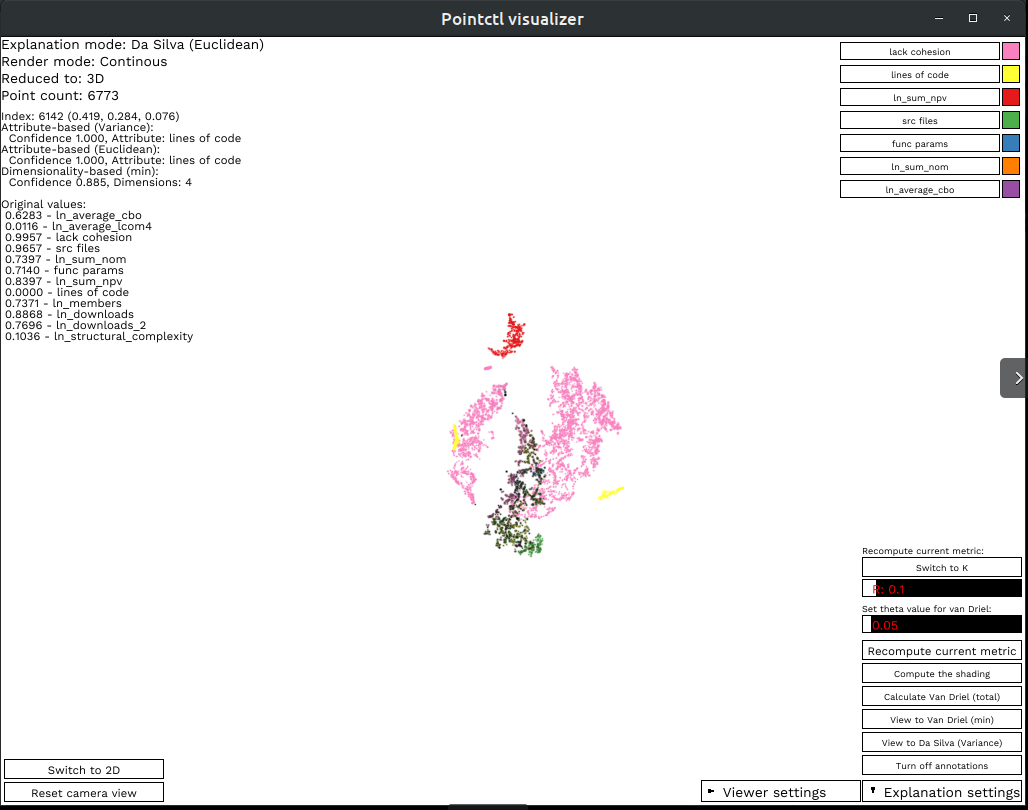 Pointctl visualizer
Explanation mode: Da Silva (Euclidean)
Render mode: Continous
Reduced to: 3D
Point count: 6773
Index: 6142 (0.419, 0.284, 0.076)
Attribute-based (Variance):
Confidence 1.000, Attribute: lines of code
Attribute-based (Euclidean):
Confidence 1.000, Attribute: lines of code
Dimensionality-based (min):
Confidence 0.885, Dimensions: 4
Original values:
0.6283 - ln_average_cbo
0.0116 - ln_average_lcom4
0.9957 - lack cohesion
0.9657 - src files
0.7397 - ln_sum_nom
0.7140 - func params
0.8397 - ln_sum_npv
0.0000 - lines of code
0.7371 - ln_members
0.8868 - ln_downloads
0.7696 - ln_downloads_2
0.1036 - ln_structural_complexity
lack cohesion
lines of code
ln_sum_npv
src files
func params
ln_sum_nom
ln_average_cbo
Recompute current metric:
Switch to K
R: 0.1
Set theta value for van Driel:
0.05
Recompute current metric
Compute the shading
Calculate Van Driel (total)
View to Van Driel (min)
View to Da Silva (Variance)
Turn off annotations
Switch to 2D
Reset camera view
Viewer settings
Explanation settings